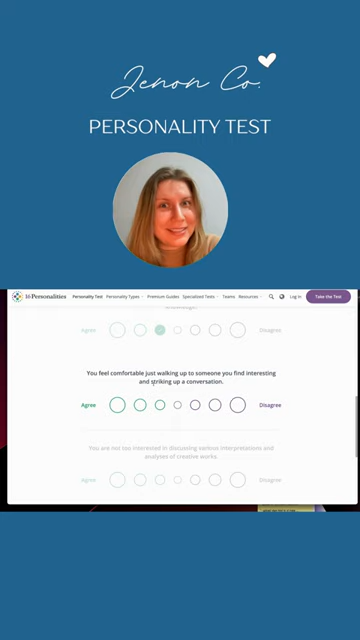 Jenon Co.
PERSONALITY TEST
16Personalities
Personality Test
Personality Types
Premium Guides
Specialized Tests
Teams
Resources
Log In
Take the Test
Agree
Disagree
You feel comfortable just walking up to someone you find interesting
and striking up a conversation.
Agree
Disagree
You are not too interested in discussing various interpretations and
analyses of creative works.
Agree
Disagree